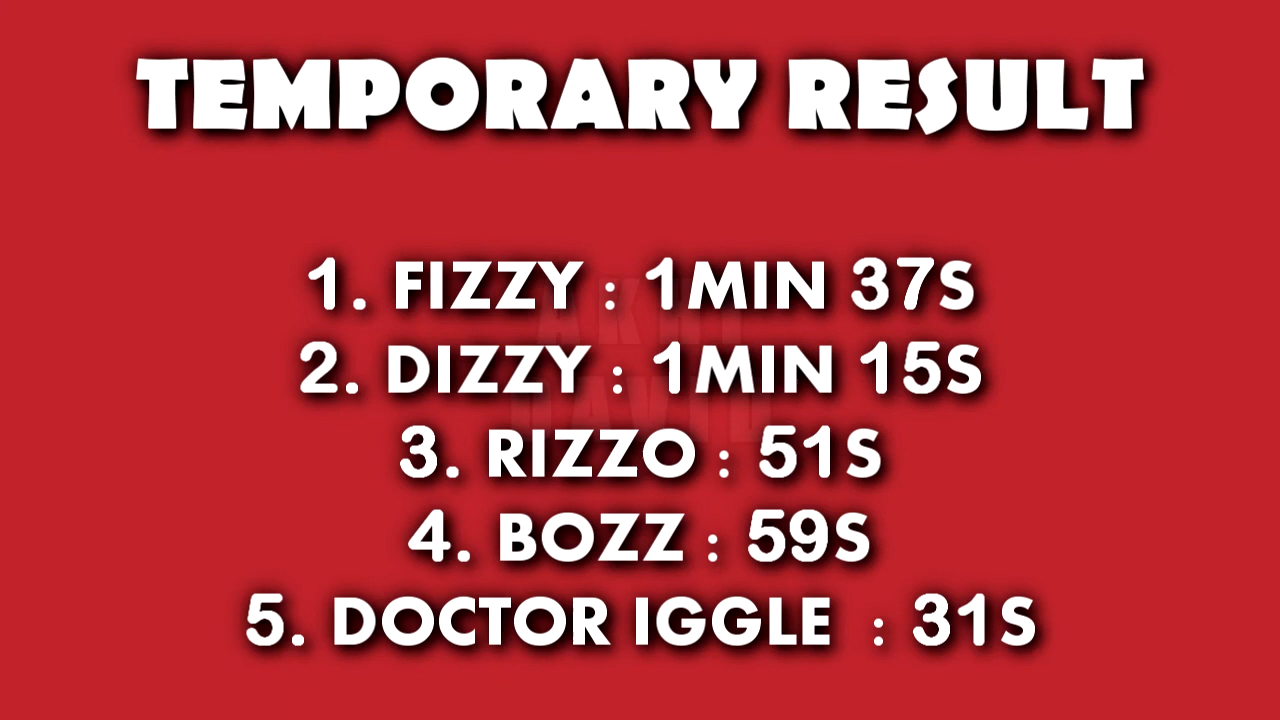 TEMPORARY RESULT
1. FIZZY : 1MIN 37S
2. DIZZY : 1MIN 15S
3. RIZZO : 51S
4. BOZZ : 59S
5. DOCTOR IGGLE : 31S